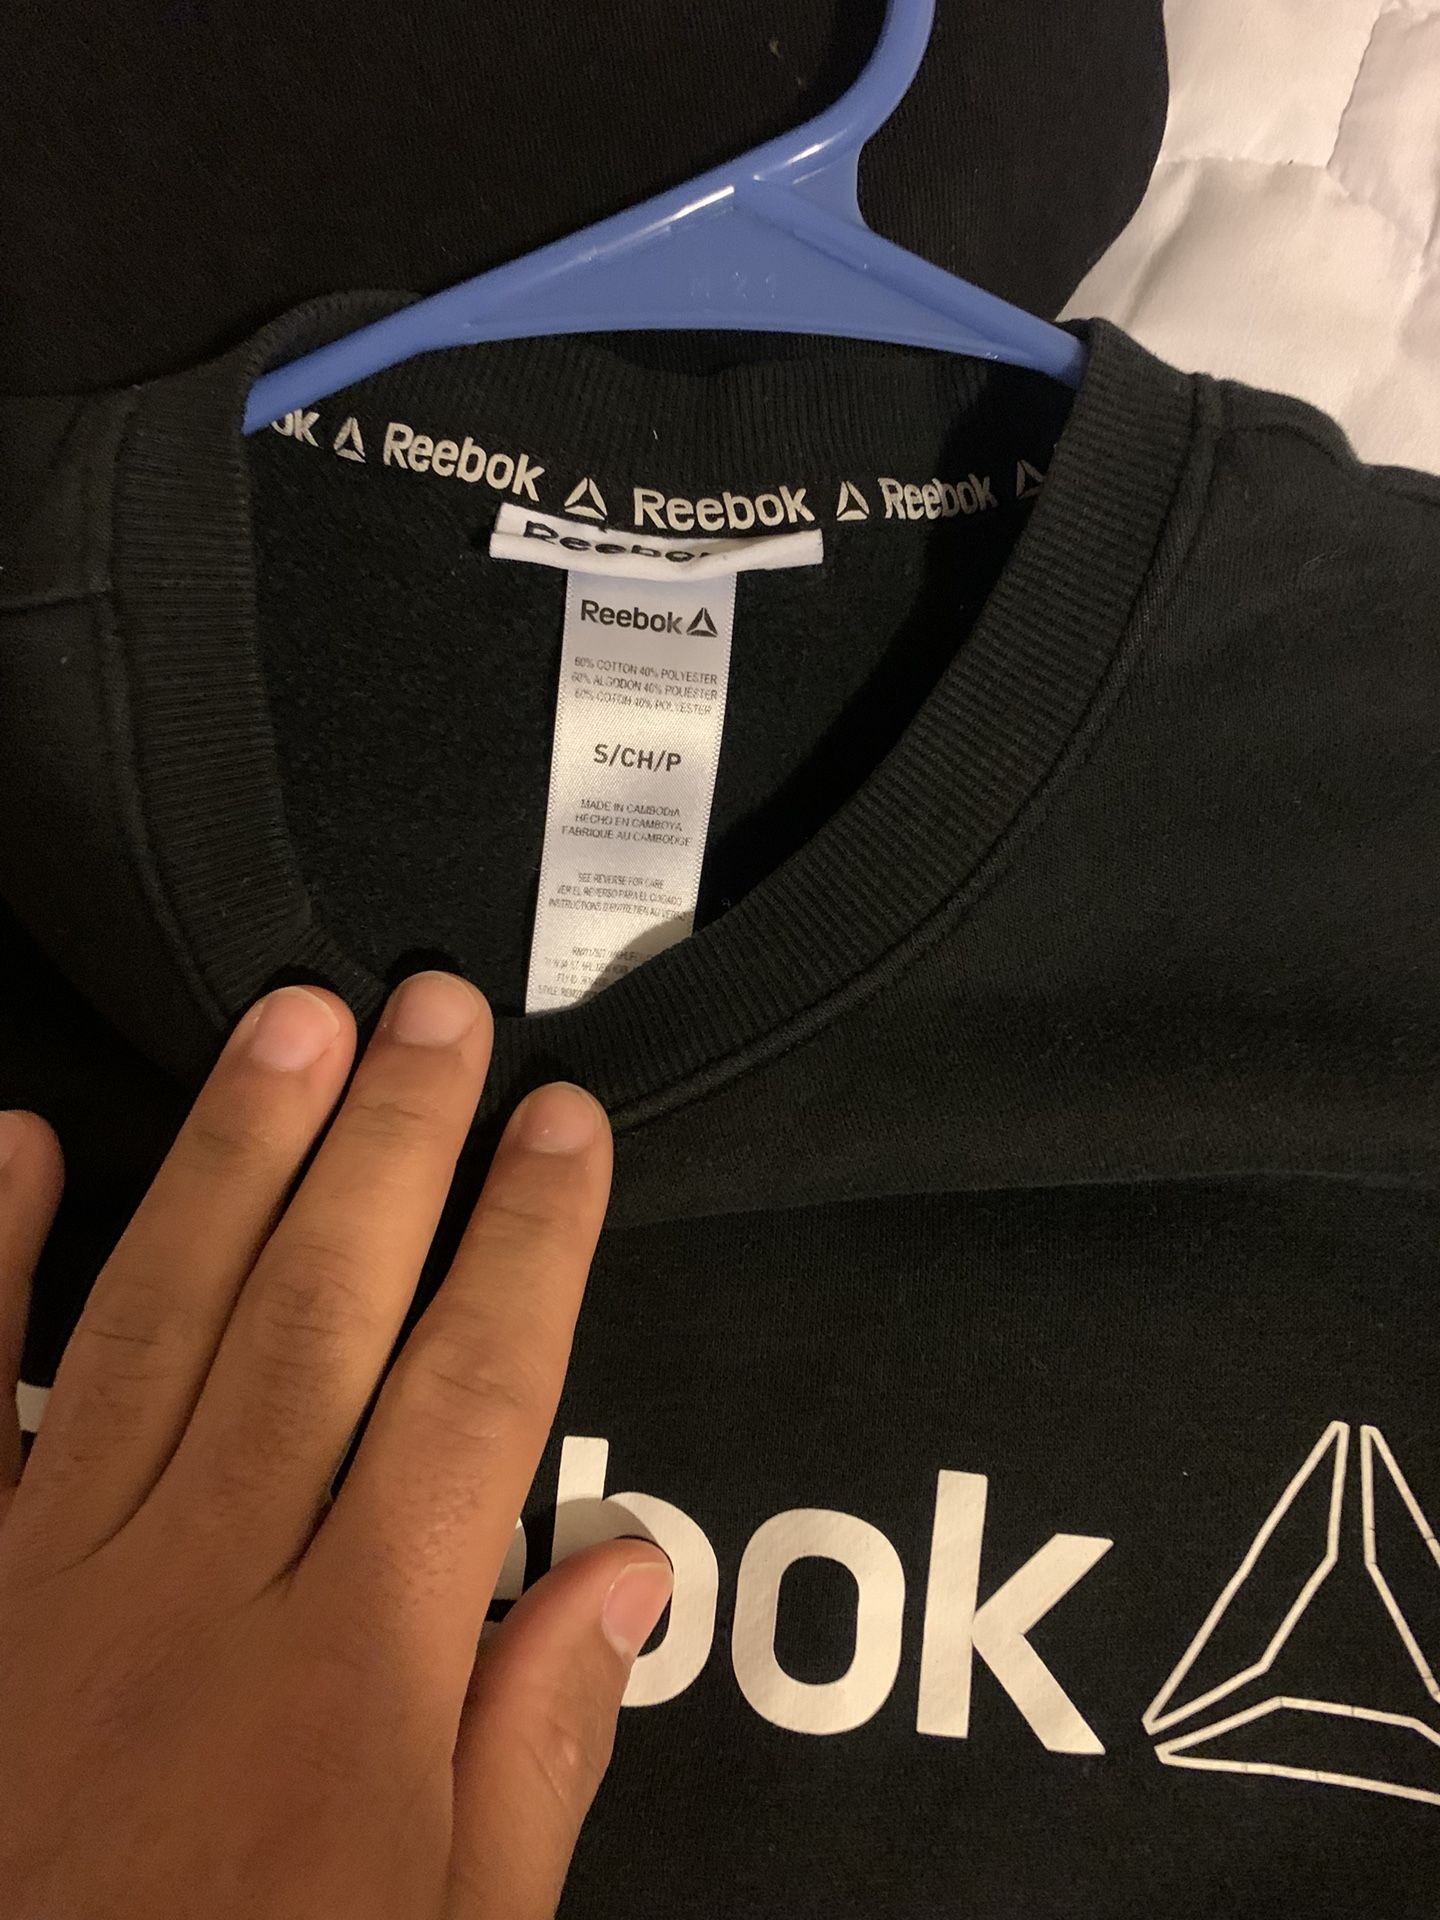 M21
ok Reebok Reebok Reebok
Reebok
Reebok
60% COTTON 40% POLYESTER
60% ALGODON 40% POLIESTER
60% COTON 40% POLYESTER
S/CH/P
MADE IN CAMBODIA
HECHO EN CAMBOYA
FABRIQUE AU CAMBODGE
SEE REVERSE FOR CARE
VER EL REVERSO PARA EL CUIDADO
INSTRUCTIONS D'ENTRETIEN AU VERSO
bok